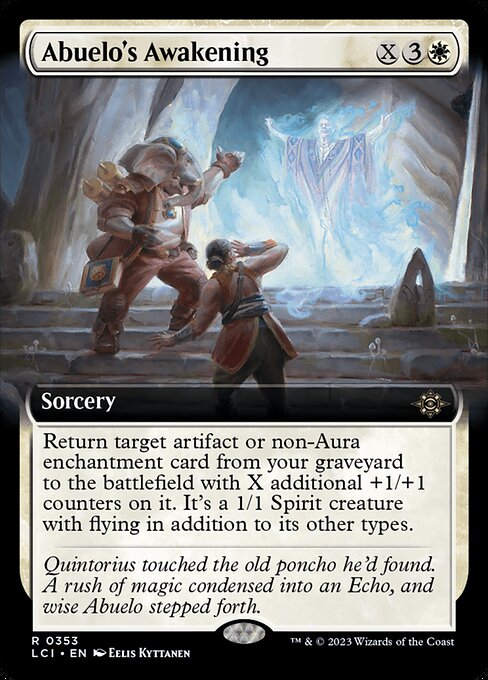 Abuelo's Awakening X 3
Sorcery
Return target artifact or non-Aura
enchantment card from your graveyard
to the battlefield with X additional +1/+1
counters on it. It's a 1/1 Spirit creature
with flying in addition to its other types.
Quintorius touched the old poncho he'd found.
A rush of magic condensed into an Echo, and
wise Abuelo stepped forth.
R 0353
LCI • EN EELIS KYTTANEN
™ & © 2023 Wizards of the Coast